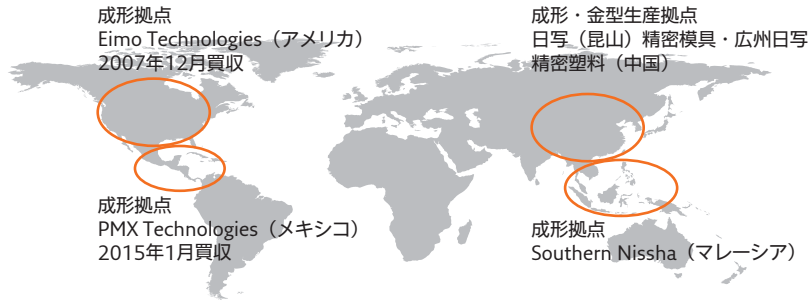 成形拠点
Eimo Technologies（アメリカ）
2007年12月買収
成形・金型生産拠点
日写（昆山）精密模具・広州日写
精密塑料（中国）
成形拠点
PMX Technologies（メキシコ）
2015年1月買収
成形拠点
Southern Nissha（マレーシア）